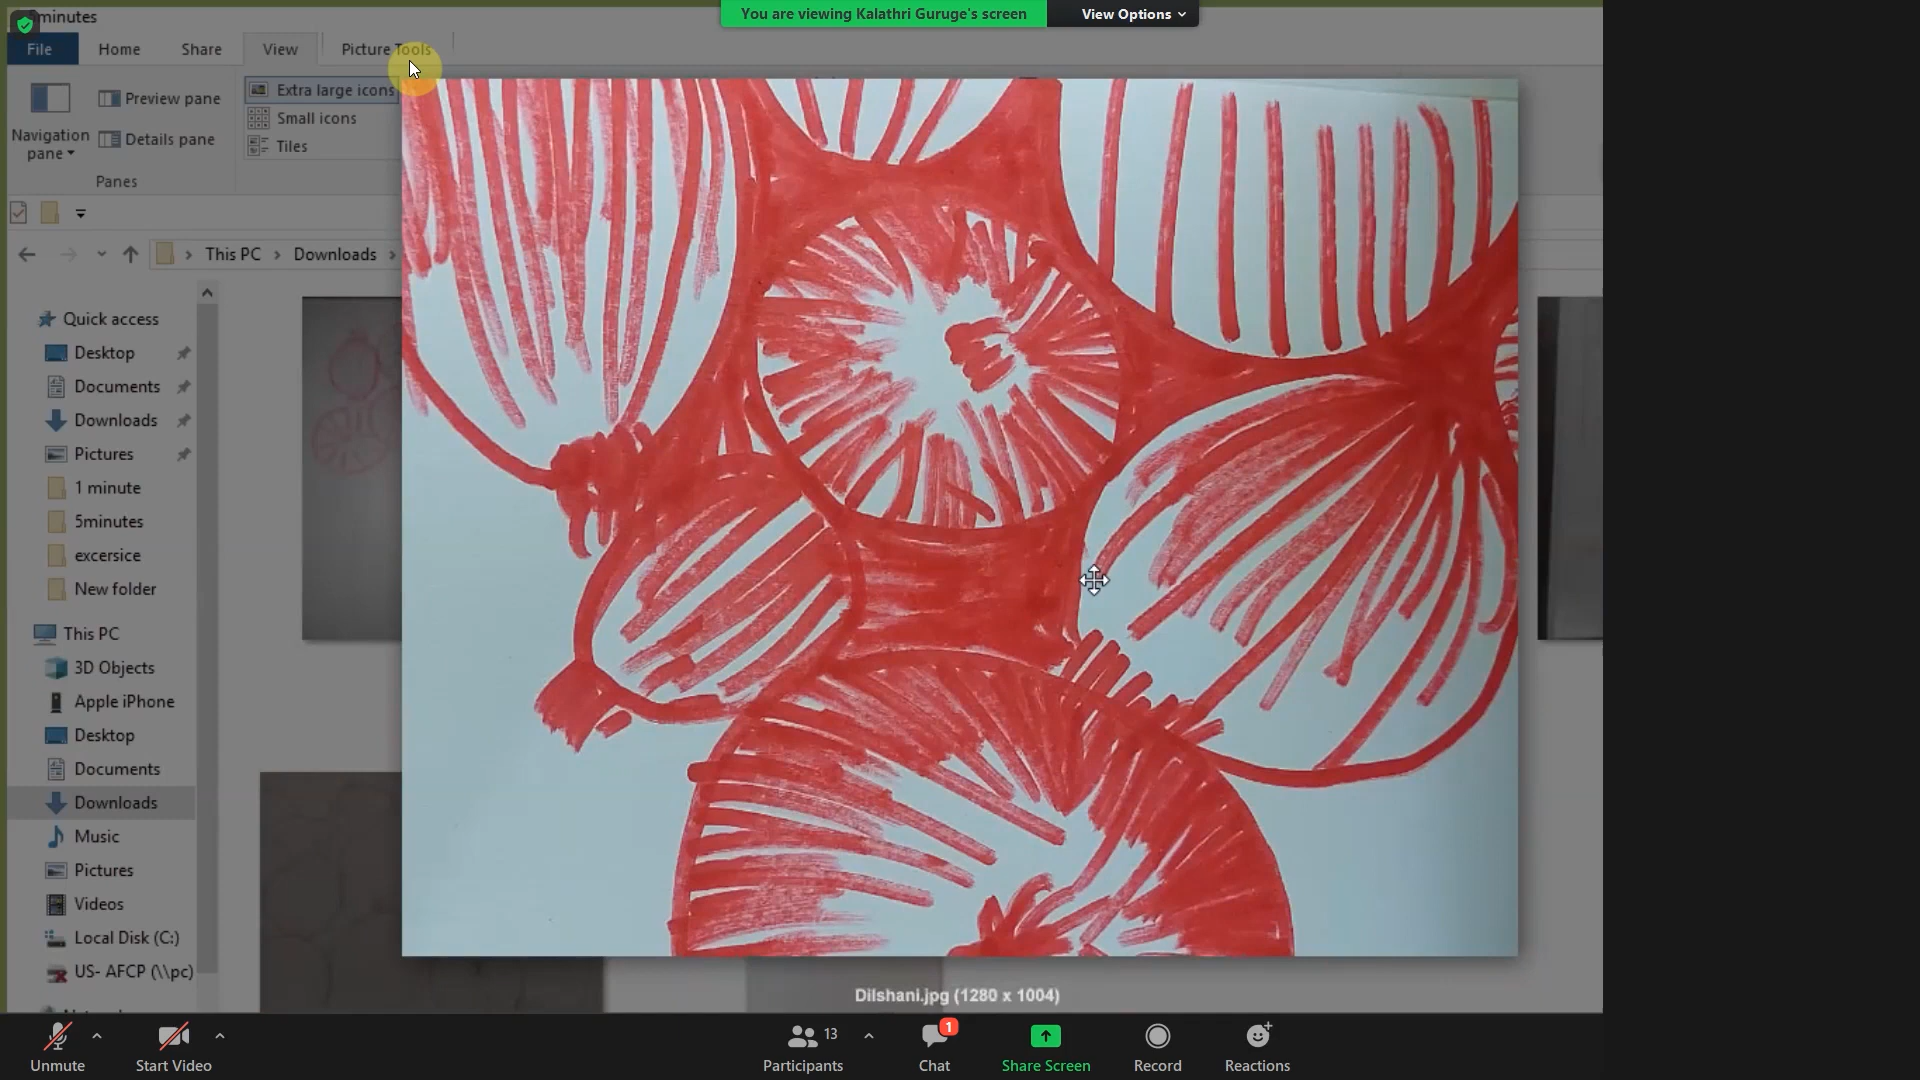 5minutes
You are viewing Kalathri Guruge's screen
View Options
File
Home
Share
View
Picture Tools
Navigation pane
Preview pane
Details pane
Extra large icons
Small icons
Tiles
Panes
This PC
Downloads
Quick access
Desktop
Documents
Downloads
Pictures
1 minute
5minutes
excersice
New folder
This PC
3D Objects
Apple iPhone
Desktop
Documents
Downloads
Music
Pictures
Videos
Local Disk (C:)
US- AFCP (\\pc)
Dilshani.jpg (1280 x 1004)
Unmute
Start Video
13
Participants
1
Chat
Share Screen
Record
Reactions